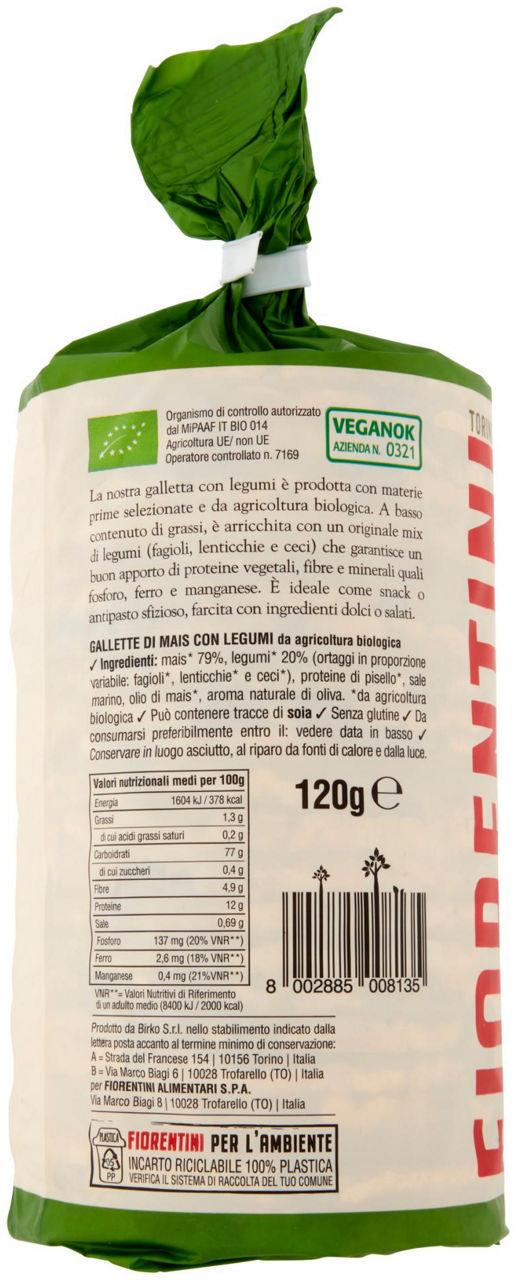 Organismo di controllo autorizzato
dal MiPAAF IT BIO 014
Agricoltura UE/ non UE
Operatore controllato n. 7169
VEGANOK
AZIENDA N. 0321
La nostra galletta con legumi è prodotta con materie
prime selezionate e da agricoltura biologica. A basso
contenuto di grassi, è arricchita con un originale mix
di legumi (fagioli, lenticchie e ceci) che garantisce un
buon apporto di proteine vegetali, fibre e minerali quali
fosforo, ferro e manganese. È ideale come snack o
antipasto sfizioso, farcita con ingredienti dolci o salati.
GALLETTE DI MAIS CON LEGUMI da agricoltura biologica
✓ Ingredienti: mais* 79%, legumi* 20% (ortaggi in proporzione
variabile: fagioli*, lenticchie* e ceci*), proteine di pisello*, sale
marino, olio di mais*, aroma naturale di oliva. *da agricoltura
biologica ✓ Può contenere tracce di soia ✓ Senza glutine ✓ Da
consumarsi preferibilmente entro il: vedere data in basso ✓
Conservare in luogo asciutto, al riparo da fonti di calore e dalla luce.
Valori nutrizionali medi per 100g
Energia 1604 kJ / 378 kcal
Grassi 1,3 g
di cui acidi grassi saturi 0,2 g
Carboidrati 77 g
di cui zuccheri 0,4 g
Fibre 4,9 g
Proteine 12 g
Sale 0,69 g
Fosforo 137 mg (20% VNR**)
Ferro 2,6 mg (18% VNR**)
Manganese 0,4 mg (21%VNR**)
VNR**= Valori Nutritivi di Riferimento
di un adulto medio (8400 kJ / 2000 kcal)
120g e
8 002885 008135
Prodotto da Birko S.r.l. nello stabilimento indicato dalla
lettera posta accanto al termine minimo di conservazione:
A = Strada del Francese 154 | 10156 Torino | Italia
B = Via Marco Biagi 6 | 10028 Trofarello (TO) | Italia
per FIORENTINI ALIMENTARI S.P.A.
Via Marco Biagi 8 | 10028 Trofarello (TO) | Italia
PLASTICA
PP
FIORENTINI PER L'AMBIENTE
INCARTO RICICLABILE 100% PLASTICA
VERIFICA IL SISTEMA DI RACCOLTA DEL TUO COMUNE
FIORENTINI